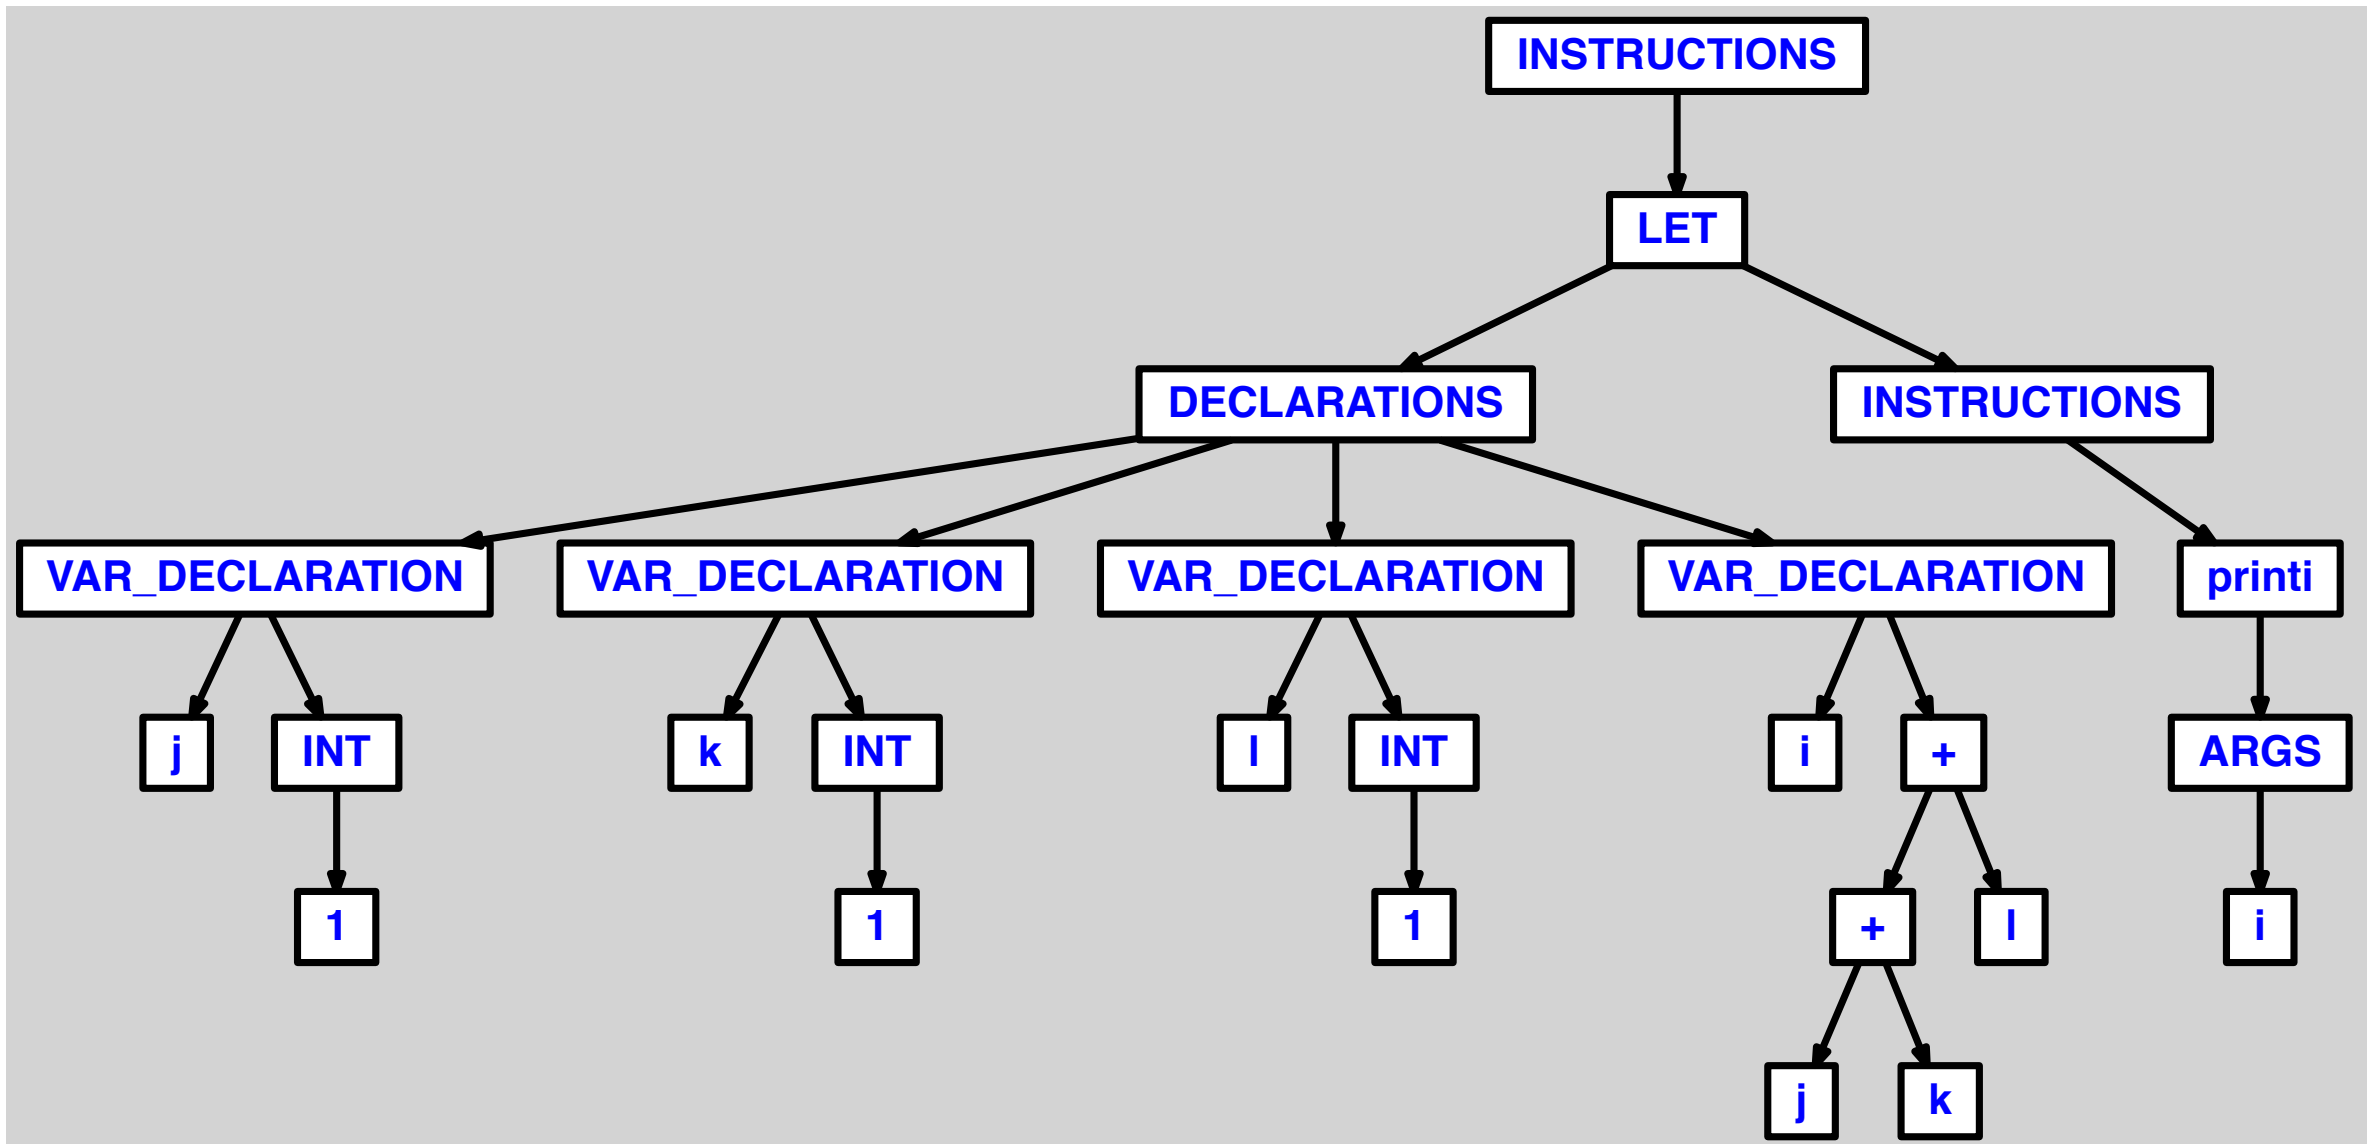 INSTRUCTIONS
LET
DECLARATIONS INSTRUCTIONS
VAR_DECLARATION VAR_DECLARATION VAR_DECLARATION VAR_DECLARATION printi
j INT k INT l INT i + ARGS
1 1 1 + l i
j k